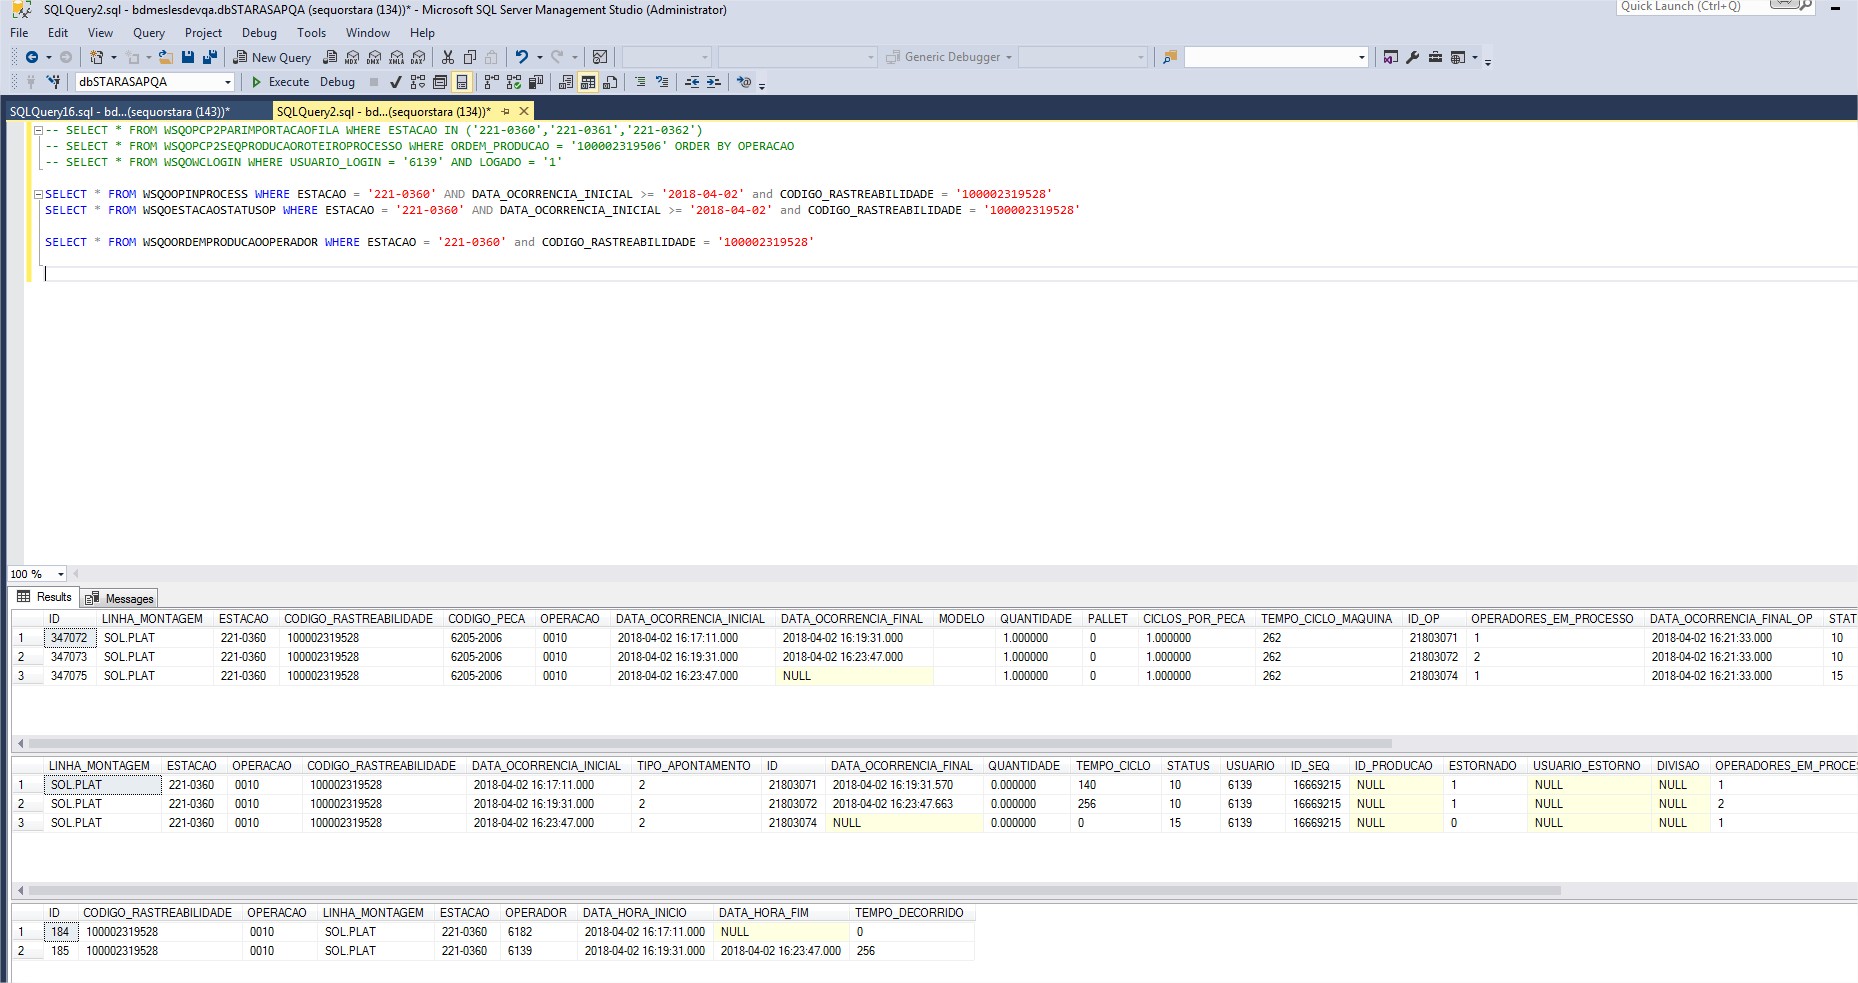 SQLQuery2.sql - bdmeslesdevqa.dbSTARASAPQA (sequorstara (134))* - Microsoft SQL Server Management Studio (Administrator)
Quick Launch (Ctrl+Q)
File Edit View Query Project Debug Tools Window Help
New Query MDX DMX XMLA DAX Generic Debugger
dbSTARASAPQA Execute Debug
SQLQuery16.sql - bd...(sequorstara (143))* SQLQuery2.sql - bd...(sequorstara (134))*
-- SELECT * FROM WSQOPCP2PARIMPORTACAOFILA WHERE ESTACAO IN ('221-0360','221-0361','221-0362')
-- SELECT * FROM WSQOPCP2SEQPRODUCAOROTEIROPROCESSO WHERE ORDEM_PRODUCAO = '100002319506' ORDER BY OPERACAO
-- SELECT * FROM WSQOWCLOGIN WHERE USUARIO_LOGIN = '6139' AND LOGADO = '1'
SELECT * FROM WSQOOPINPROCESS WHERE ESTACAO = '221-0360' AND DATA_OCORRENCIA_INICIAL >= '2018-04-02' and CODIGO_RASTREABILIDADE = '100002319528'
SELECT * FROM WSQOESTACAOSTATUSOP WHERE ESTACAO = '221-0360' AND DATA_OCORRENCIA_INICIAL >= '2018-04-02' and CODIGO_RASTREABILIDADE = '100002319528'
SELECT * FROM WSQOORDEMPRODUCAOOPERADOR WHERE ESTACAO = '221-0360' and CODIGO_RASTREABILIDADE = '100002319528'
100 %
Results Messages
ID LINHA_MONTAGEM ESTACAO CODIGO_RASTREABILIDADE CODIGO_PECA OPERACAO DATA_OCORRENCIA_INICIAL DATA_OCORRENCIA_FINAL MODELO QUANTIDADE PALLET CICLOS_POR_PECA TEMPO_CICLO_MAQUINA ID_OP OPERADORES_EM_PROCESSO DATA_OCORRENCIA_FINAL_OP STAT
1 347072 SOL.PLAT 221-0360 100002319528 6205-2006 0010 2018-04-02 16:17:11.000 2018-04-02 16:19:31.000 1.000000 0 1.000000 262 21803071 1 2018-04-02 16:21:33.000 10
2 347073 SOL.PLAT 221-0360 100002319528 6205-2006 0010 2018-04-02 16:19:31.000 2018-04-02 16:23:47.000 1.000000 0 1.000000 262 21803072 2 2018-04-02 16:21:33.000 10
3 347075 SOL.PLAT 221-0360 100002319528 6205-2006 0010 2018-04-02 16:23:47.000 NULL 1.000000 0 1.000000 262 21803074 1 2018-04-02 16:21:33.000 15
LINHA_MONTAGEM ESTACAO OPERACAO CODIGO_RASTREABILIDADE DATA_OCORRENCIA_INICIAL TIPO_APONTAMENTO ID DATA_OCORRENCIA_FINAL QUANTIDADE TEMPO_CICLO STATUS USUARIO ID_SEQ ID_PRODUCAO ESTORNADO USUARIO_ESTORNO DIVISAO OPERADORES_EM_PROCES
1 SOL.PLAT 221-0360 0010 100002319528 2018-04-02 16:17:11.000 2 21803071 2018-04-02 16:19:31.570 0.000000 140 10 6139 16669215 NULL 1 NULL NULL 1
2 SOL.PLAT 221-0360 0010 100002319528 2018-04-02 16:19:31.000 2 21803072 2018-04-02 16:23:47.663 0.000000 256 10 6139 16669215 NULL 1 NULL NULL 2
3 SOL.PLAT 221-0360 0010 100002319528 2018-04-02 16:23:47.000 2 21803074 NULL 0.000000 0 15 6139 16669215 NULL 0 NULL NULL 1
ID CODIGO_RASTREABILIDADE OPERACAO LINHA_MONTAGEM ESTACAO OPERADOR DATA_HORA_INICIO DATA_HORA_FIM TEMPO_DECORRIDO
1 184 100002319528 0010 SOL.PLAT 221-0360 6182 2018-04-02 16:17:11.000 NULL 0
2 185 100002319528 0010 SOL.PLAT 221-0360 6139 2018-04-02 16:19:31.000 2018-04-02 16:23:47.000 256